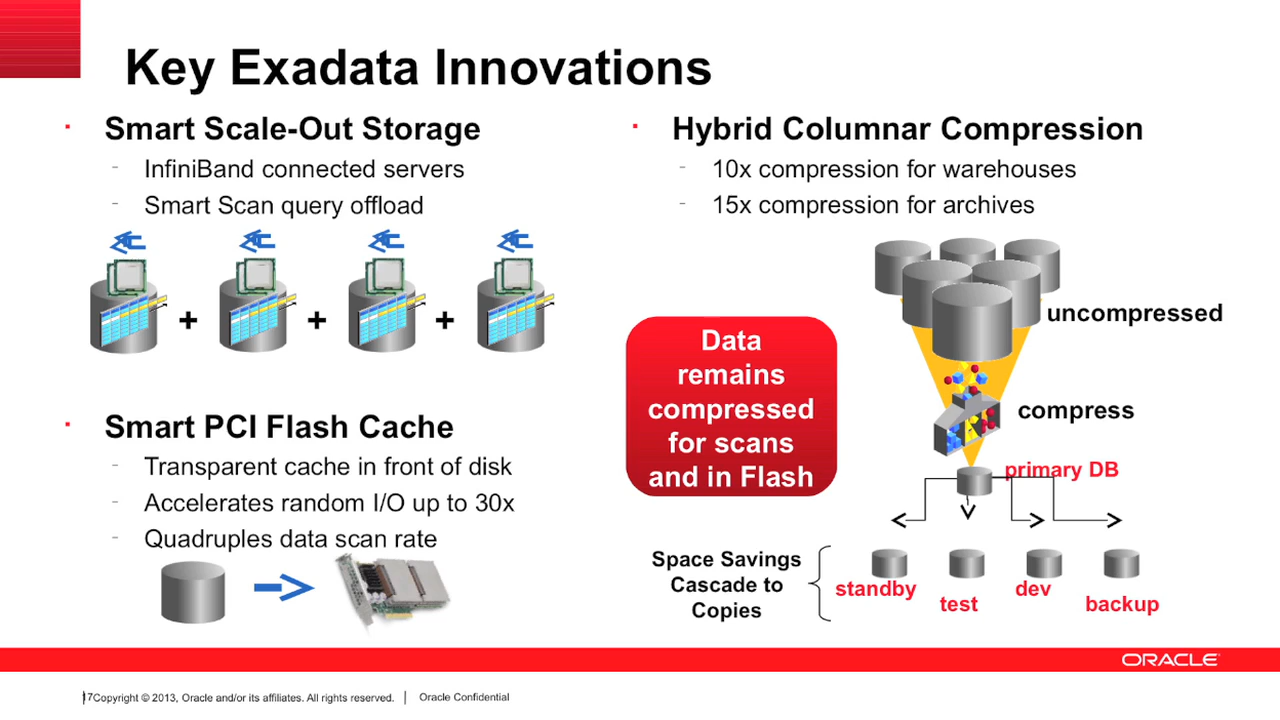 Key Exadata Innovations
Smart Scale-Out Storage
- InfiniBand connected servers
- Smart Scan query offload
+ + +
Smart PCI Flash Cache
- Transparent cache in front of disk
- Accelerates random I/O up to 30x
- Quadruples data scan rate
Hybrid Columnar Compression
- 10x compression for warehouses
- 15x compression for archives
Data
remains
compressed
for scans
and in Flash
uncompressed
compress
primary DB
Space Savings
Cascade to
Copies
standby
test
dev
backup
ORACLE
17Copyright © 2013, Oracle and/or its affiliates. All rights reserved. | Oracle Confidential